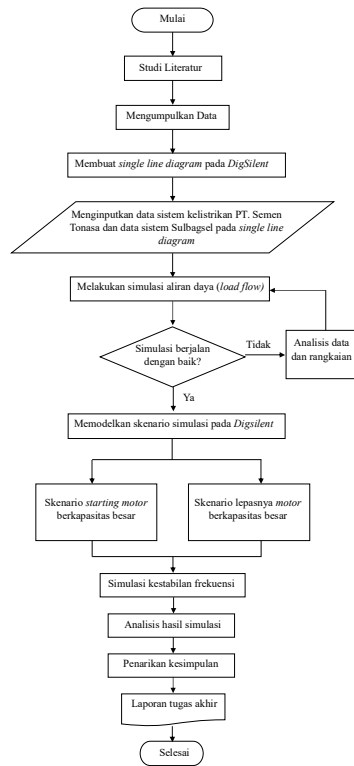 Mulai
Studi Literatur
Mengumpulkan Data
Membuat single line diagram pada DigSilent
Menginputkan data sistem kelistrikan PT. Semen
Tonasa dan data sistem Sulbagsel pada single line
diagram
Melakukan simulasi aliran daya (load flow)
Simulasi berjalan
dengan baik?
Tidak
Analisis data
dan rangkaian
Ya
Memodelkan skenario simulasi pada Digsilent
Skenario starting motor
berkapasitas besar
Skenario lepasnya motor
berkapasitas besar
Simulasi kestabilan frekuensi
Analisis hasil simulasi
Penarikan kesimpulan
Laporan tugas akhir
Selesai